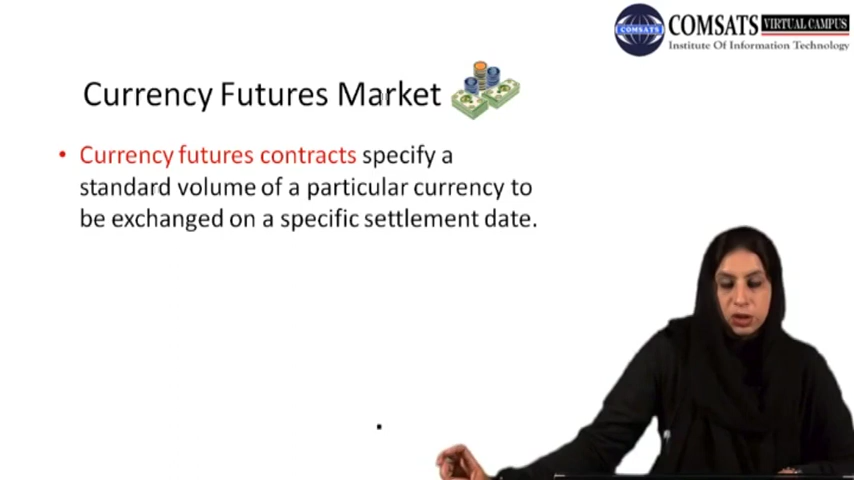 COMSATS VIRTUAL CAMPUS
COMSATS
Institute Of Information Technology
Currency Futures Market
• Currency futures contracts specify a
standard volume of a particular currency to
be exchanged on a specific settlement date.